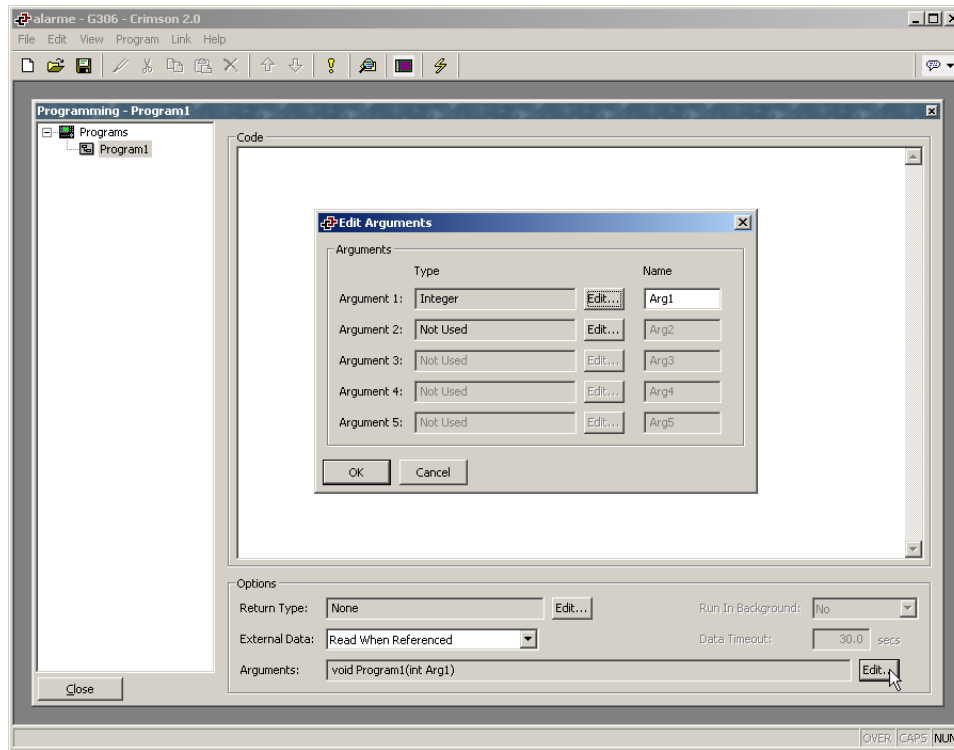 alarme - G306 - Crimson 2.0
File Edit View Program Link Help
Programming - Program1
Programs
Program1
Code
Edit Arguments
Arguments
Type Name
Argument 1: Integer Edit... Arg1
Argument 2: Not Used Edit... Arg2
Argument 3: Not Used Edit... Arg3
Argument 4: Not Used Edit... Arg4
Argument 5: Not Used Edit... Arg5
OK Cancel
Options
Return Type: None Edit... Run In Background: No
External Data: Read When Referenced Data Timeout: 30.0 secs
Arguments: void Program1(int Arg1) Edit...
Close
OVER CAPS NUM